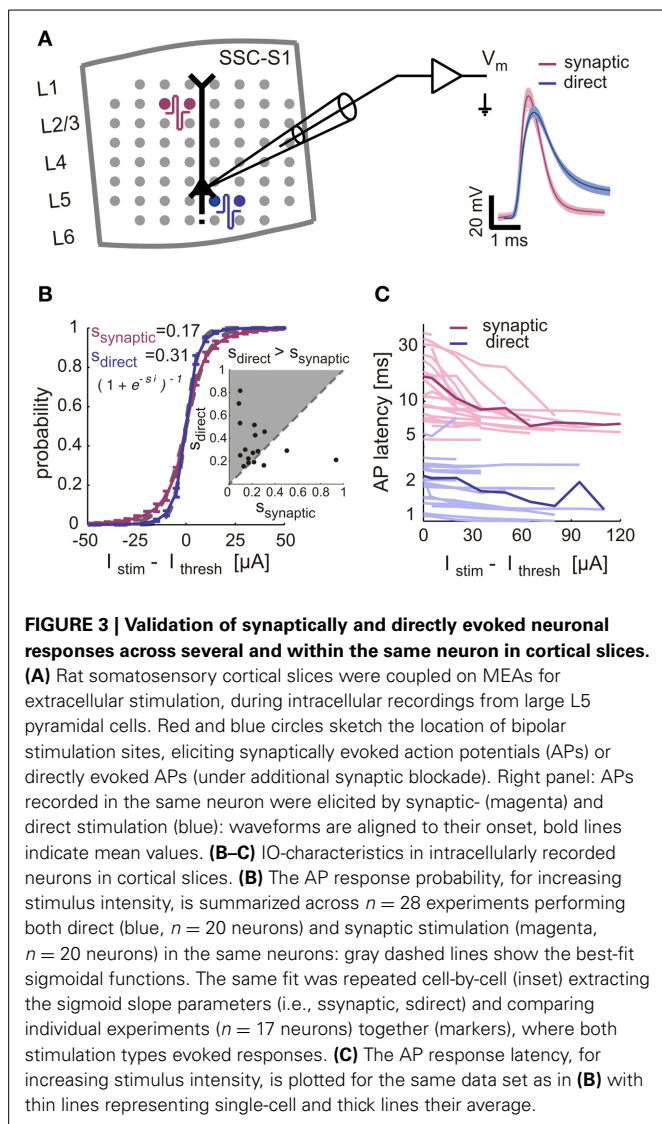 A
SSC-S1
L1
L2/3
L4
L5
L6
Vm
synaptic
direct
20 mV
1 ms
B
probability
1
0.8
0.6
0.4
0.2
0
s_synaptic=0.17
s_direct=0.31
(1+e^-si)^-1
s_direct > s_synaptic
s_direct
1
0.8
0.6
0.4
0.2
0
0 0.2 0.4 0.6 0.8 1
s_synaptic
-50 -25 0 25 50
I stim - I thresh [µA]
C
AP latency [ms]
synaptic
direct
30
10
5
2
1
0 30 60 90 120
I stim - I thresh [µA]
FIGURE 3 | Validation of synaptically and directly evoked neuronal
responses across several and within the same neuron in cortical slices.
(A) Rat somatosensory cortical slices were coupled on MEAs for
extracellular stimulation, during intracellular recordings from large L5
pyramidal cells. Red and blue circles sketch the location of bipolar
stimulation sites, eliciting synaptically evoked action potentials (APs) or
directly evoked APs (under additional synaptic blockade). Right panel: APs
recorded in the same neuron were elicited by synaptic- (magenta) and
direct stimulation (blue): waveforms are aligned to their onset, bold lines
indicate mean values. (B–C) IO-characteristics in intracellularly recorded
neurons in cortical slices. (B) The AP response probability, for increasing
stimulus intensity, is summarized across n = 28 experiments performing
both direct (blue, n = 20 neurons) and synaptic stimulation (magenta,
n = 20 neurons) in the same neurons: gray dashed lines show the best-fit
sigmoidal functions. The same fit was repeated cell-by-cell (inset) extracting
the sigmoid slope parameters (i.e., ssynaptic, sdirect) and comparing
individual experiments (n = 17 neurons) together (markers), where both
stimulation types evoked responses. (C) The AP response latency, for
increasing stimulus intensity, is plotted for the same data set as in (B) with
thin lines representing single-cell and thick lines their average.